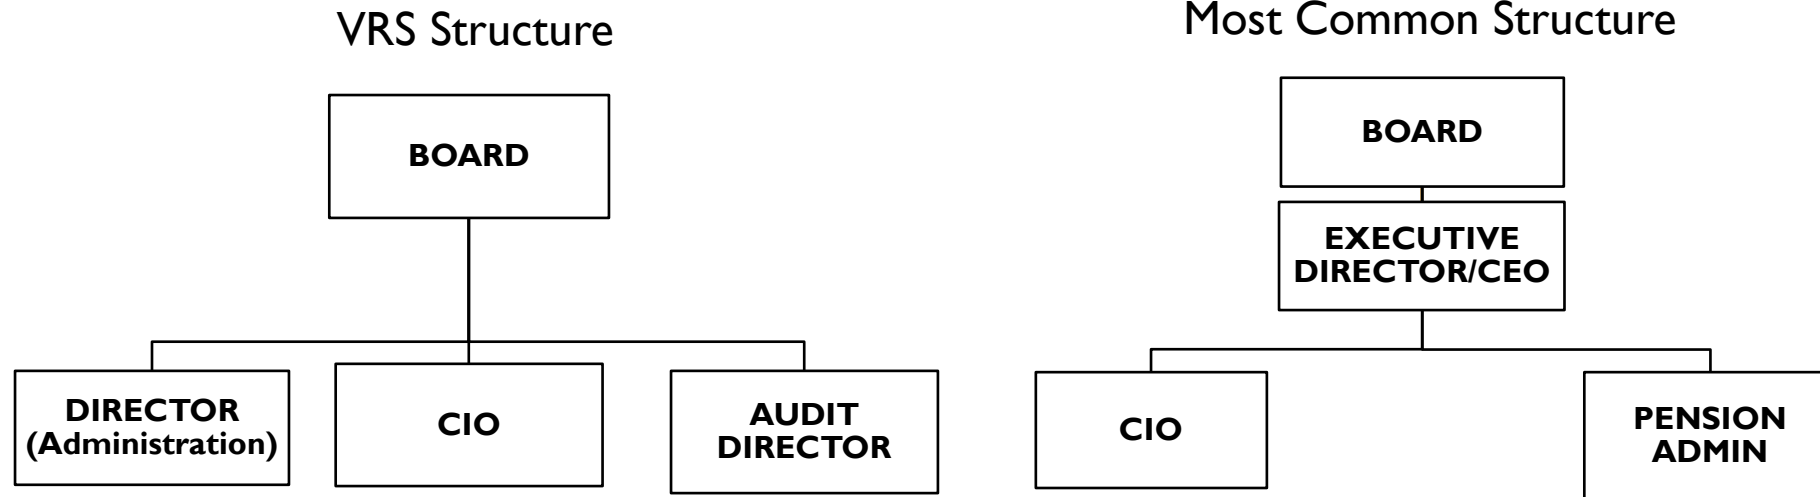 VRS Structure
BOARD
DIRECTOR
(Administration)
CIO
AUDIT
DIRECTOR
Most Common Structure
BOARD
EXECUTIVE
DIRECTOR/CEO
CIO
PENSION
ADMIN